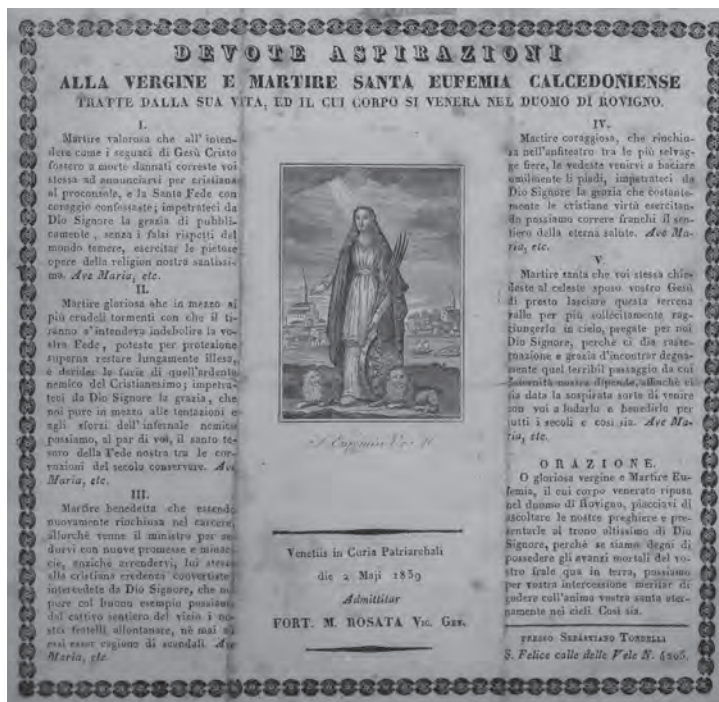 DEVOTE ASPIRAZIONI
ALLA VERGINE E MARTIRE SANTA EUFEMIA CALCEDONIENSE
TRATTE DALLA SUA VITA, ED IL CUI CORPO SI VENERA NEL DUOMO DI ROVIGNO.
I.
Martire valorosa che all' inten-
dere come i seguaci di Gesù Cristo
fossero a morte dannati correste voi
stessa ad annunciarvi per cristiana
al proconsole, e la Santa Fede con
coraggio confessaste; impetrateci da
Dio Signore la grazia di pubbli-
camente, senza i falsi rispetti del
mondo temere, esercitar le pietose
opere della religion nostra santissi-
ma. Ave Maria, etc.
II.
Martire gloriosa che in mezzo ai
più crudeli tormenti con che il ti-
ranno s'intendeva indebolire la vo-
stra Fede, poteste per protezione
superna restare lungamente illesa,
e derider le furie di quell'ardente
nemico del Cristianesimo; impetra-
teci da Dio Signore la grazia, che
noi pure in mezzo alle tentazioni e
agli sforzi dell'infernale nemico
possiamo, al par di voi, il santo te-
soro della Fede nostra tra le cor-
ruzioni del secolo conservare. Ave
Maria, etc.
III.
Martire benedetta che essendo
nuovamente rinchiusa nel carcere,
allorchè venne il ministro per se-
durvi con nuove promesse e minac-
cie, anzichè arrendervi, lui stesso
alla cristiana credenza convertiste;
intercedete da Dio Signore, che noi
pure col buono esempio possiamo
dal cattivo sentiero del vizio i no-
stri fratelli allontanare, nè mai ad
essi esser cagione di scandali. Ave
Maria, etc.
S. Eufemia V. e M.
Venetiis in Curia Patriarchali
die 2 Maji 1839
Admittitur
FORT. M. ROSATA Vic. Gen.
IV.
Martire coraggiosa, che rinchiu-
sa nell'anfiteatro tra le più selvag-
ge fiere, le vedeste venirvi a baciare
umilmente li piedi, impetrateci da
Dio Signore la grazia che costante-
mente le cristiane virtù esercitan-
do possiamo correre franchi il sen-
tiero della eterna salute. Ave Ma-
ria, etc.
V.
Martire santa che voi stessa chie-
deste al celeste sposo vostro Gesù
di presto lasciare questa terrena
valle per più sollecitamente rag-
giungerlo in cielo, pregate per noi
Dio Signore, perchè ci dia rasse-
gnazione e grazia d'incontrar degna-
mente quel terribil passaggio da cui
l'eternità nostra dipende, affinchè ci
sia data la sospirata sorte di venire
con voi a lodarlo e benedirlo per
tutti i secoli e così sia. Ave Ma-
ria, etc.
ORAZIONE.
O gloriosa vergine e Martire Eu-
femia, il cui corpo venerato riposa
nel duomo di Rovigno, piacciavi di
ascoltare le nostre preghiere e pre-
sentarle al trono altissimo di Dio
Signore, perchè se siamo degni di
possedere gli avanzi mortali del vo-
stro frale qua in terra, possiamo
per vostra intercessione meritar di
godere coll'anima vostra santa eter-
namente nei cieli. Così sia.
PRESSO SEBASTIANO TONDELLI
S. Felice calle delle Vele N.